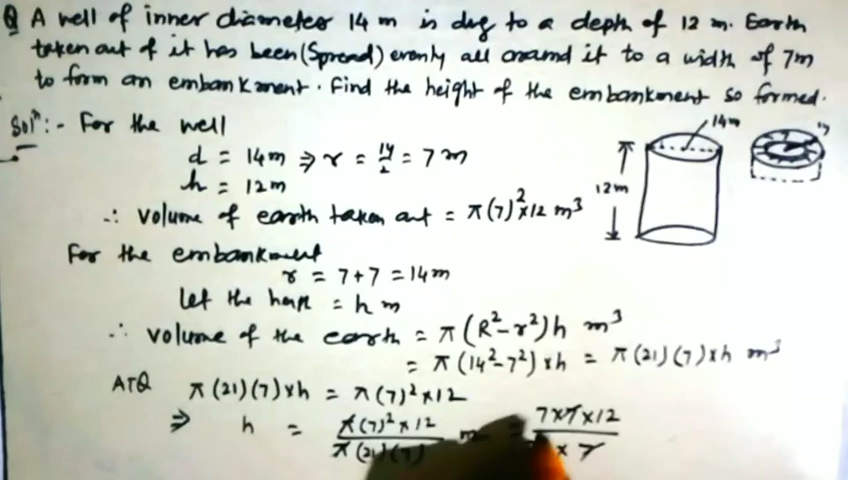 Q A well of inner diameter 14 m is dug to a depth of 12 m. Earth
taken out of it has been (Spread) evenly all around it to a width of 7m
to form an embankment. Find the height of the embankment so formed.
Solⁿ:- For the well
d = 14m ⇒ r = 14/2 = 7 m
h = 12m
∴ Volume of earth taken out = π(7)²×12 m³
14m
12m
For the embankment
r = 7+7 = 14m
Let the = h m
∴ volume of the earth = π(R²-r²)h m³
= π(14²-7²)×h = π(21)(7)×h m³
ATQ π(21)(7)×h = π(7)²×12
⇒ h = π(7)²×12 / π(21)(7) = 7×7×12 / × 7